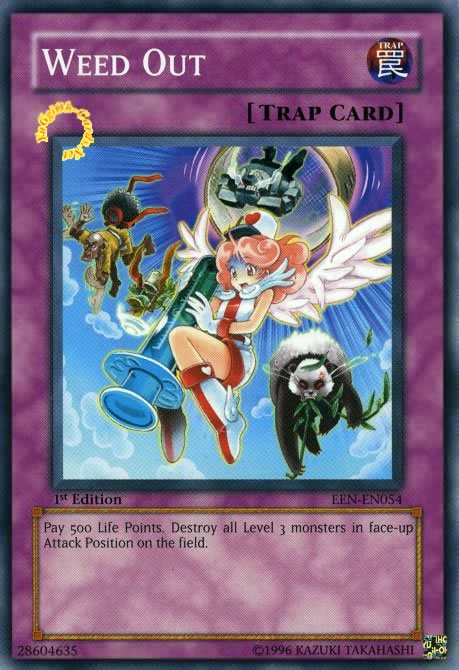 WEED OUT
TRAP
罠
[TRAP CARD]
1st Edition
EEN-EN054
Pay 500 Life Points. Destroy all Level 3 monsters in face-up
Attack Position on the field.
28604635
©1996 KAZUKI TAKAHASHI